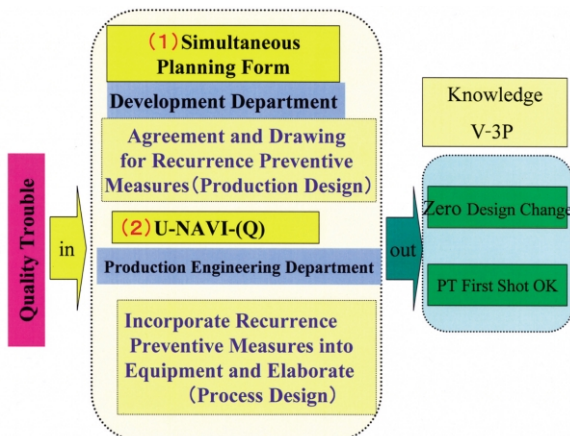 Quality Trouble
in
(1) Simultaneous
Planning Form
Development Department
Agreement and Drawing
for Recurrence Preventive
Measures(Production Design)
(2) U-NAVI-(Q)
Production Engineering Department
Incorporate Recurrence
Preventive Measures into
Equipment and Elaborate
(Process Design)
out
Knowledge
V-3P
Zero Design Change
PT First Shot OK